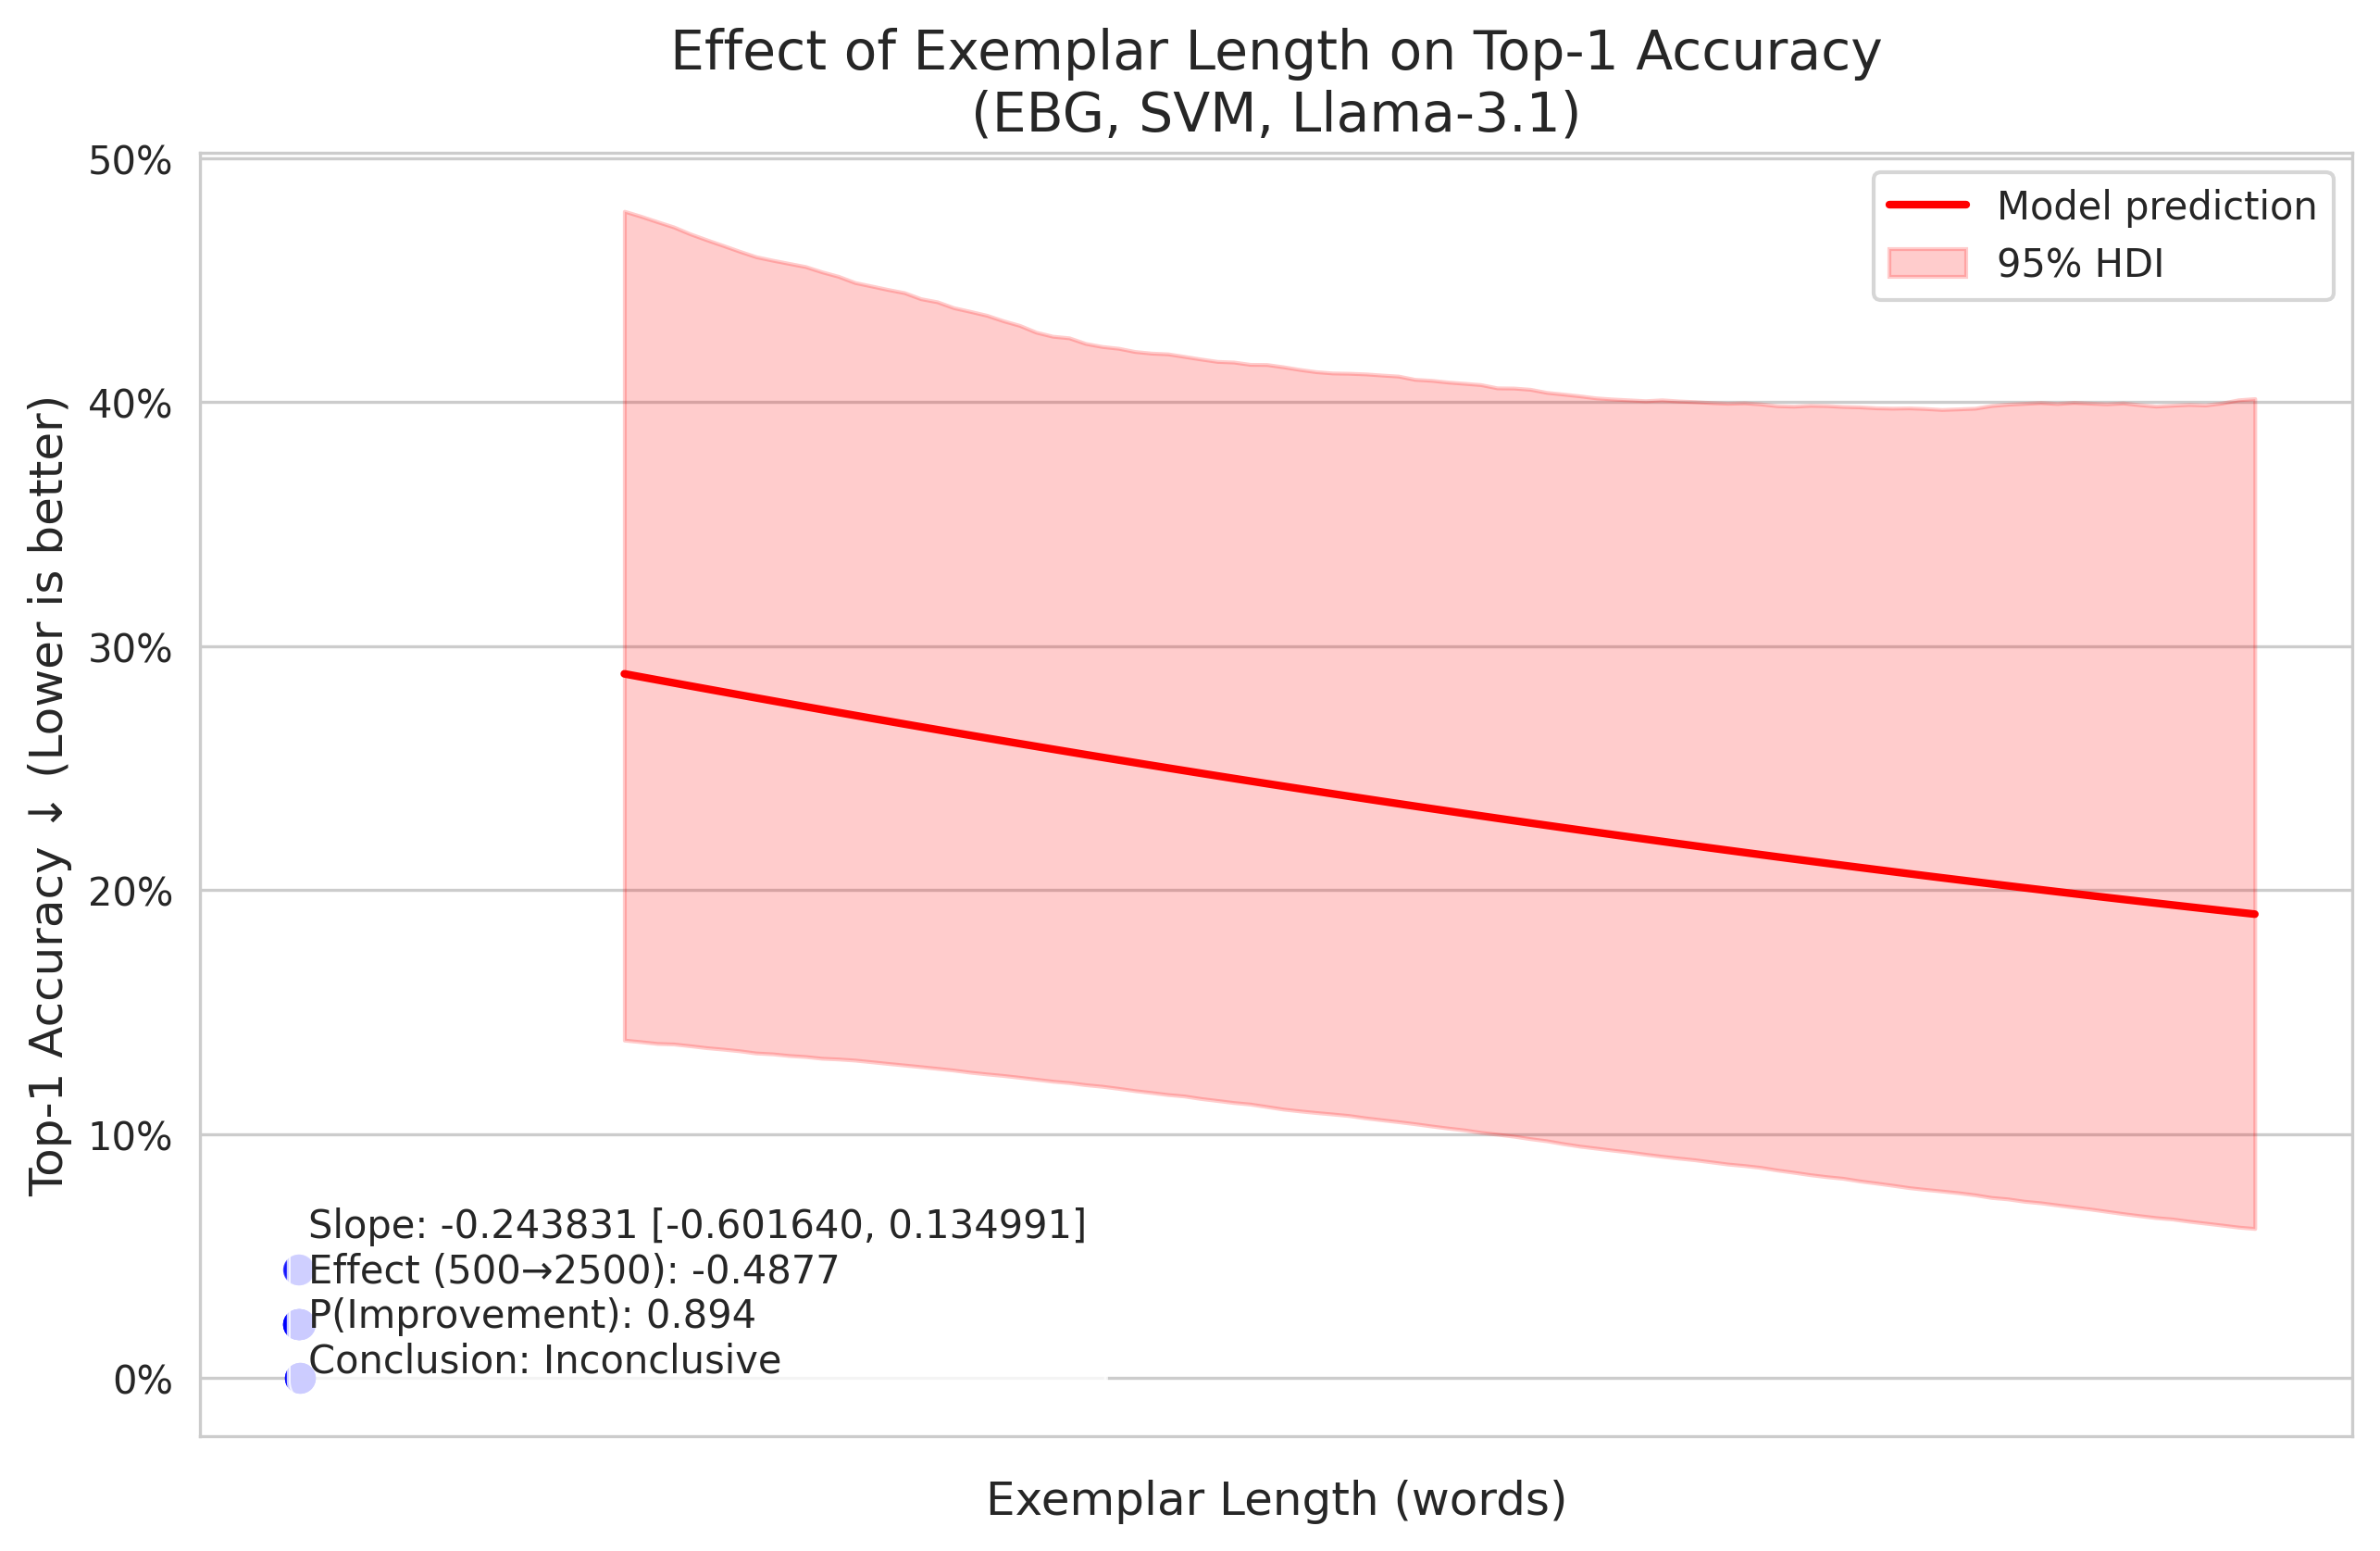 Effect of Exemplar Length on Top-1 Accuracy
(EBG, SVM, Llama-3.1)
50%
40%
30%
20%
10%
0%
Top-1 Accuracy ↓ (Lower is better)
Model prediction
95% HDI
Slope: -0.243831 [-0.601640, 0.134991]
Effect (500→2500): -0.4877
P(Improvement): 0.894
Conclusion: Inconclusive
Exemplar Length (words)